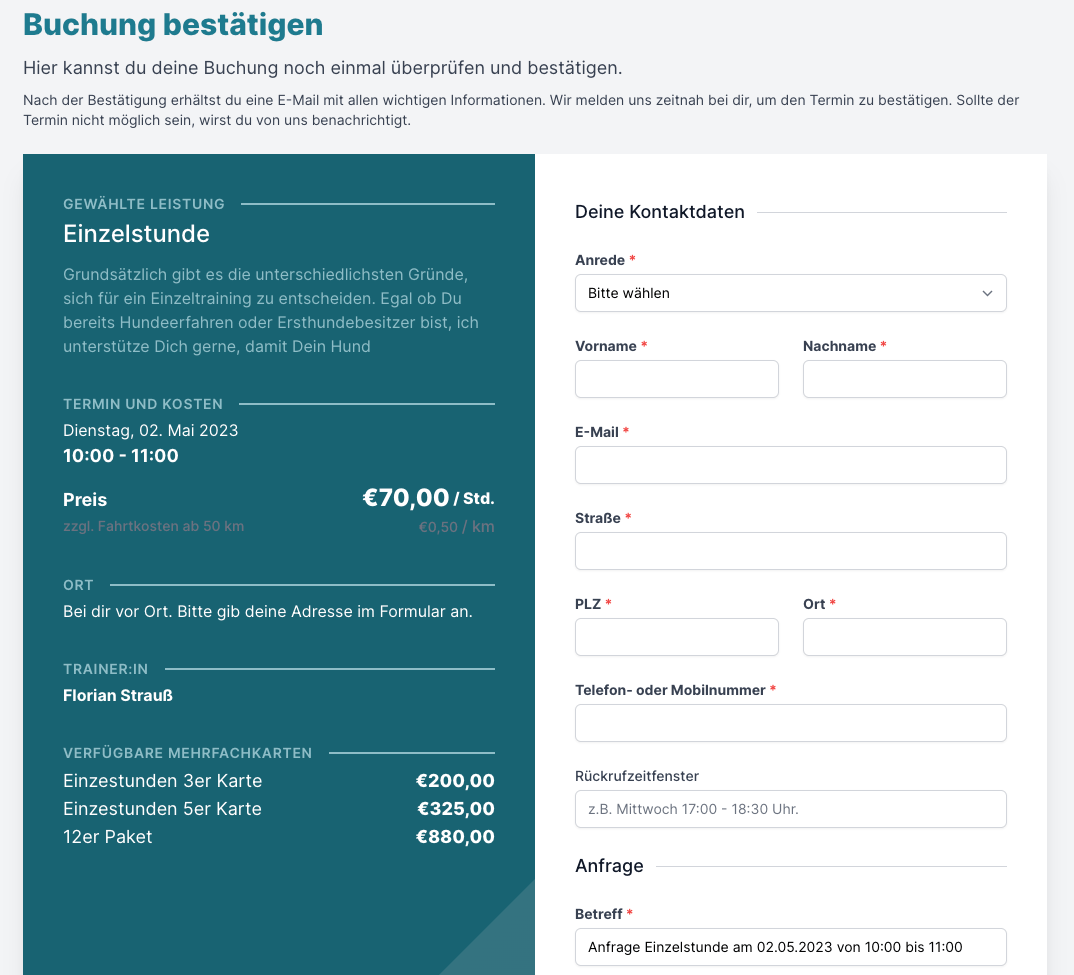 Buchung bestätigen
Hier kannst du deine Buchung noch einmal überprüfen und bestätigen.
Nach der Bestätigung erhältst du eine E-Mail mit allen wichtigen Informationen. Wir melden uns zeitnah bei dir, um den Termin zu bestätigen. Sollte der
Termin nicht möglich sein, wirst du von uns benachrichtigt.
GEWÄHLTE LEISTUNG
Einzelstunde
Grundsätzlich gibt es die unterschiedlichsten Gründe,
sich für ein Einzeltraining zu entscheiden. Egal ob Du
bereits Hundeerfahren oder Ersthundebesitzer bist, ich
unterstütze Dich gerne, damit Dein Hund
TERMIN UND KOSTEN
Dienstag, 02. Mai 2023
10:00 - 11:00
Preis €70,00 / Std.
zzgl. Fahrtkosten ab 50 km €0,50 / km
ORT
Bei dir vor Ort. Bitte gib deine Adresse im Formular an.
TRAINER:IN
Florian Strauß
VERFÜGBARE MEHRFACHKARTEN
Einzestunden 3er Karte €200,00
Einzestunden 5er Karte €325,00
12er Paket €880,00
Deine Kontaktdaten
Anrede *
Bitte wählen
Vorname * Nachname *
E-Mail *
Straße *
PLZ * Ort *
Telefon- oder Mobilnummer *
Rückrufzeitfenster
z.B. Mittwoch 17:00 - 18:30 Uhr.
Anfrage
Betreff *
Anfrage Einzelstunde am 02.05.2023 von 10:00 bis 11:00